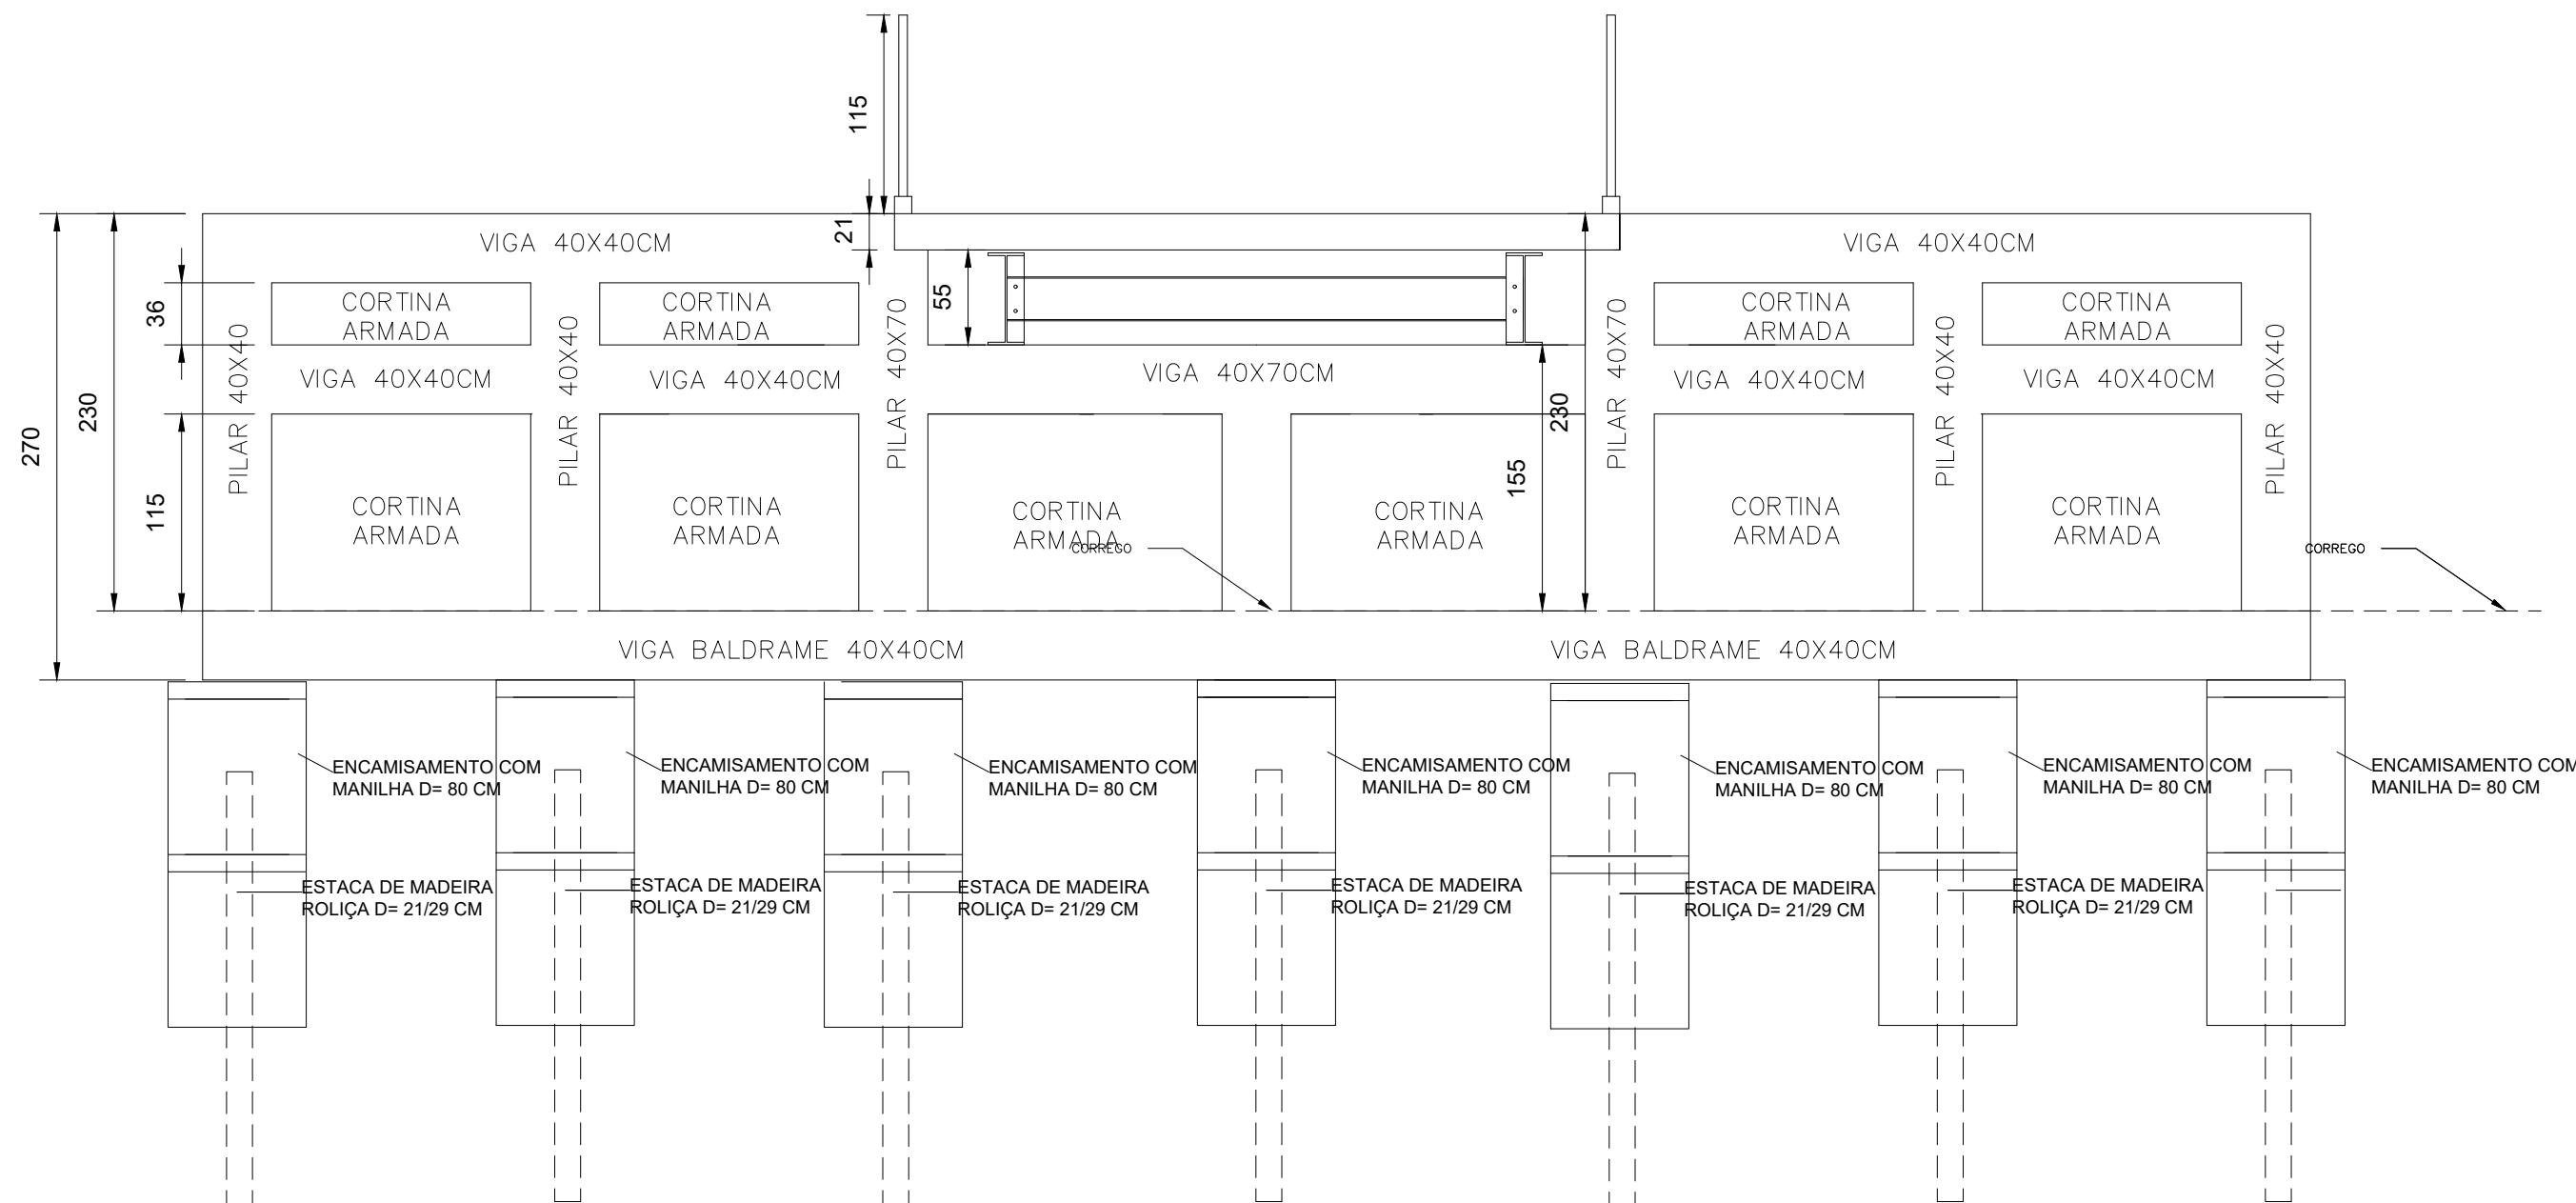 115
21
VIGA 40X40CM
VIGA 40X40CM
36
CORTINA
ARMADA
CORTINA
ARMADA
55
CORTINA
ARMADA
CORTINA
ARMADA
PILAR 40X40
PILAR 40X40
PILAR 40X70
PILAR 40X70
PILAR 40X40
PILAR 40X40
VIGA 40X40CM
VIGA 40X40CM
VIGA 40X70CM
VIGA 40X40CM
VIGA 40X40CM
270
230
230
115
155
CORTINA
ARMADA
CORTINA
ARMADA
CORTINA
ARMADA
CORREGO
CORTINA
ARMADA
CORTINA
ARMADA
CORTINA
ARMADA
CORREGO
VIGA BALDRAME 40X40CM
VIGA BALDRAME 40X40CM
ENCAMISAMENTO COM
MANILHA D= 80 CM
ENCAMISAMENTO COM
MANILHA D= 80 CM
ENCAMISAMENTO COM
MANILHA D= 80 CM
ENCAMISAMENTO COM
MANILHA D= 80 CM
ENCAMISAMENTO COM
MANILHA D= 80 CM
ENCAMISAMENTO COM
MANILHA D= 80 CM
ENCAMISAMENTO COM
MANILHA D= 80 CM
ESTACA DE MADEIRA
ROLIÇA D= 21/29 CM
ESTACA DE MADEIRA
ROLIÇA D= 21/29 CM
ESTACA DE MADEIRA
ROLIÇA D= 21/29 CM
ESTACA DE MADEIRA
ROLIÇA D= 21/29 CM
ESTACA DE MADEIRA
ROLIÇA D= 21/29 CM
ESTACA DE MADEIRA
ROLIÇA D= 21/29 CM